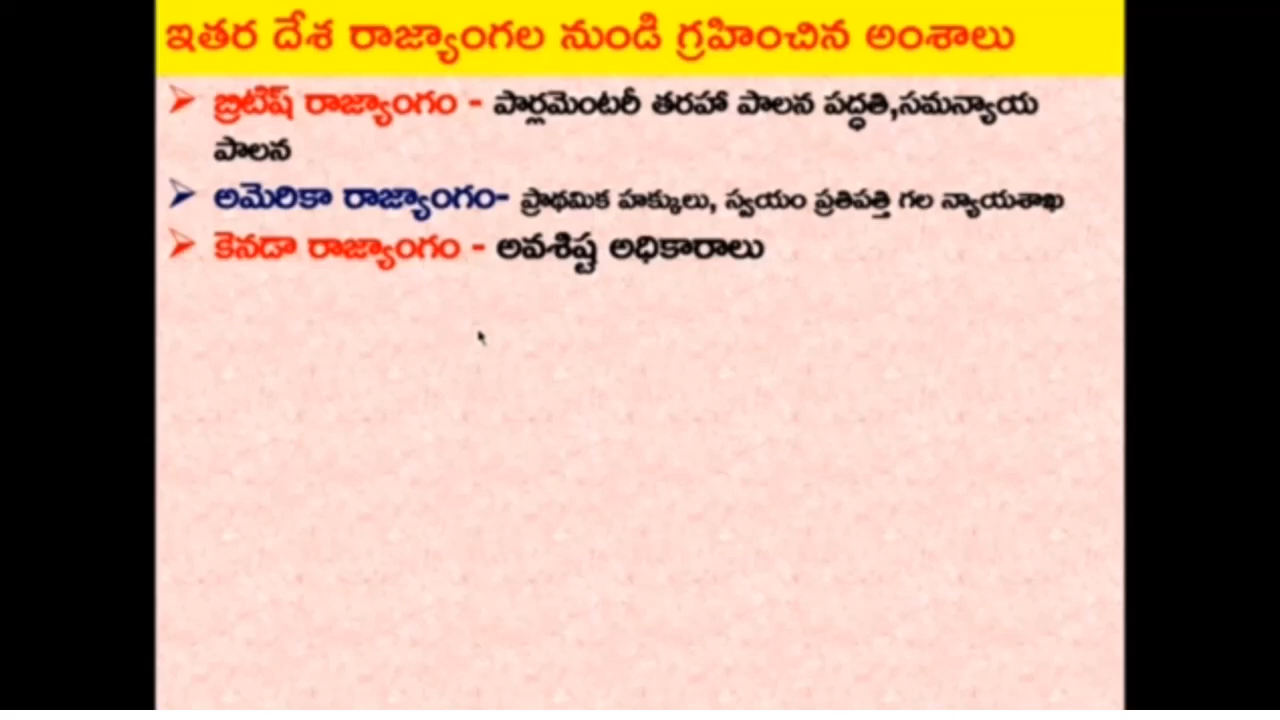 ఇతర దేశ రాజ్యాంగల నుండి గ్రహించిన అంశాలు
➢ బ్రిటిష్ రాజ్యాంగం - పార్లమెంటరీ తరహా పాలన పద్ధతి,సమన్యాయ
పాలన
➢ అమెరికా రాజ్యాంగం- ప్రాథమిక హక్కులు, స్వయం ప్రతిపత్తి గల న్యాయశాఖ
➢ కెనడా రాజ్యాంగం - అవశిష్ట అధికారాలు